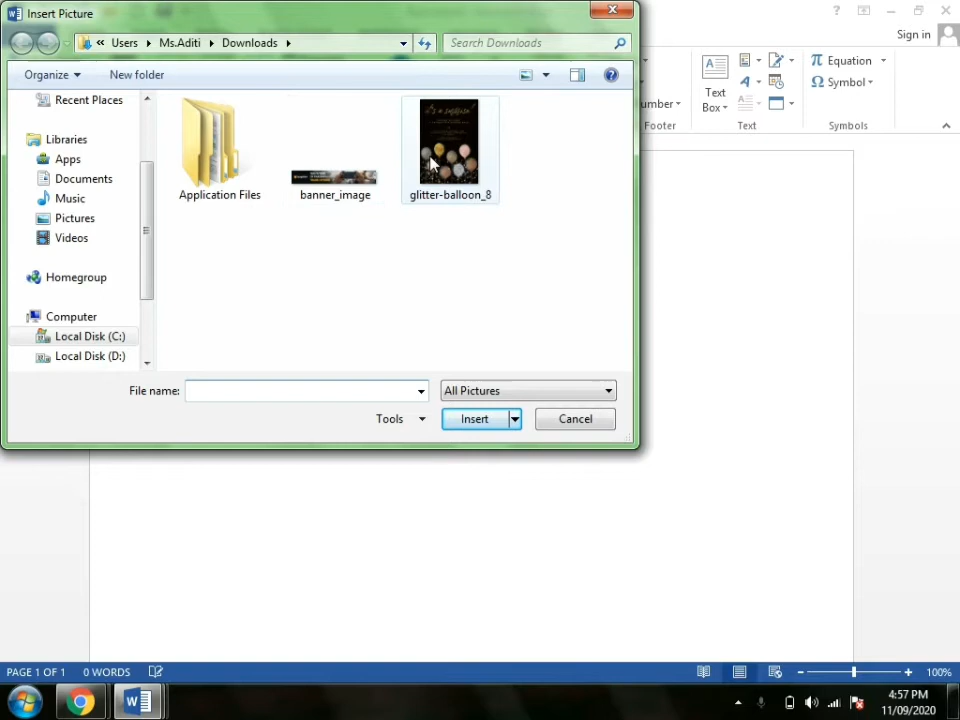 Insert Picture
« Users Ms.Aditi Downloads
Search Downloads
Organize
New folder
Recent Places
Libraries
Apps
Documents
Music
Pictures
Videos
Homegroup
Computer
Local Disk (C:)
Local Disk (D:)
Application Files
banner_image
glitter-balloon_8
File name:
All Pictures
Tools
Insert
Cancel
Sign in
Text
Box
Equation
Symbol
umber
Footer
Text
Symbols
PAGE 1 OF 1
0 WORDS
100%
4:57 PM
11/09/2020